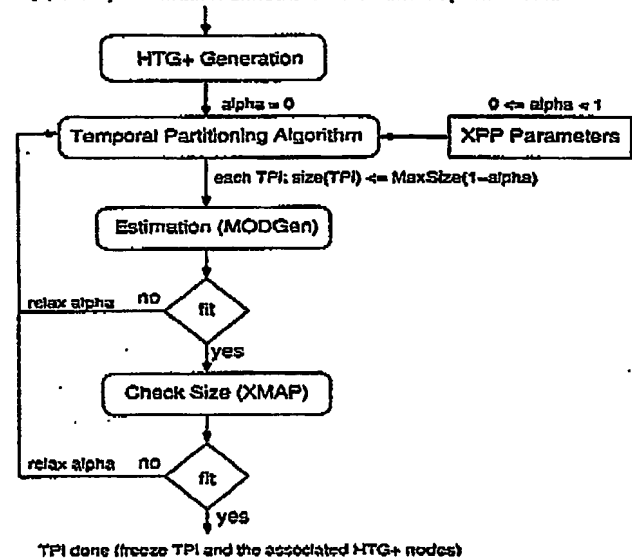 HTG+ Generation
alpha = 0
0 <= alpha < 1
Temporal Partitioning Algorithm
XPP Parameters
each TPi: size(TPi) <= MaxSize(1-alpha)
Estimation (MODGen)
relax alpha
no
fit
yes
Check Size (XMAP)
relax alpha
no
fit
yes
TPi done (freeze TPi and the associated HTG+ nodes)